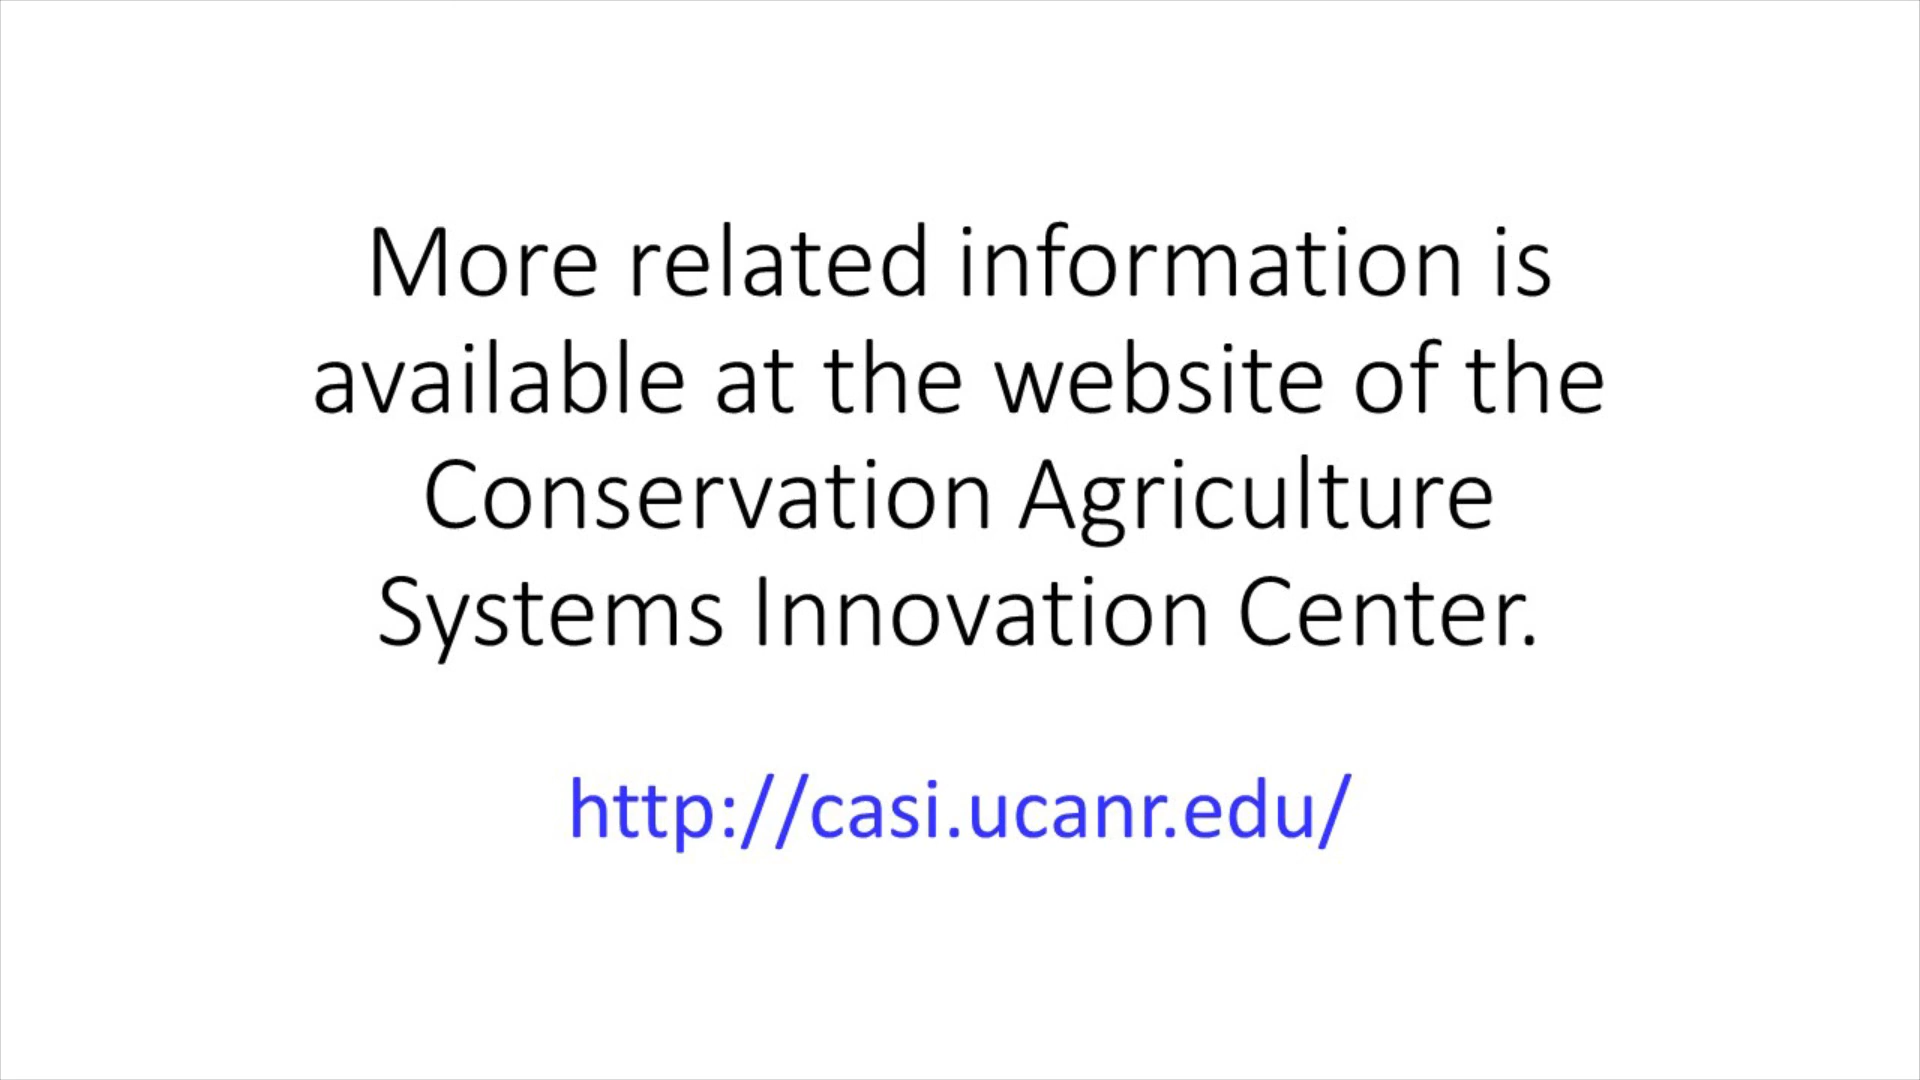 More related information is
available at the website of the
Conservation Agriculture
Systems Innovation Center.
http://casi.ucanr.edu/